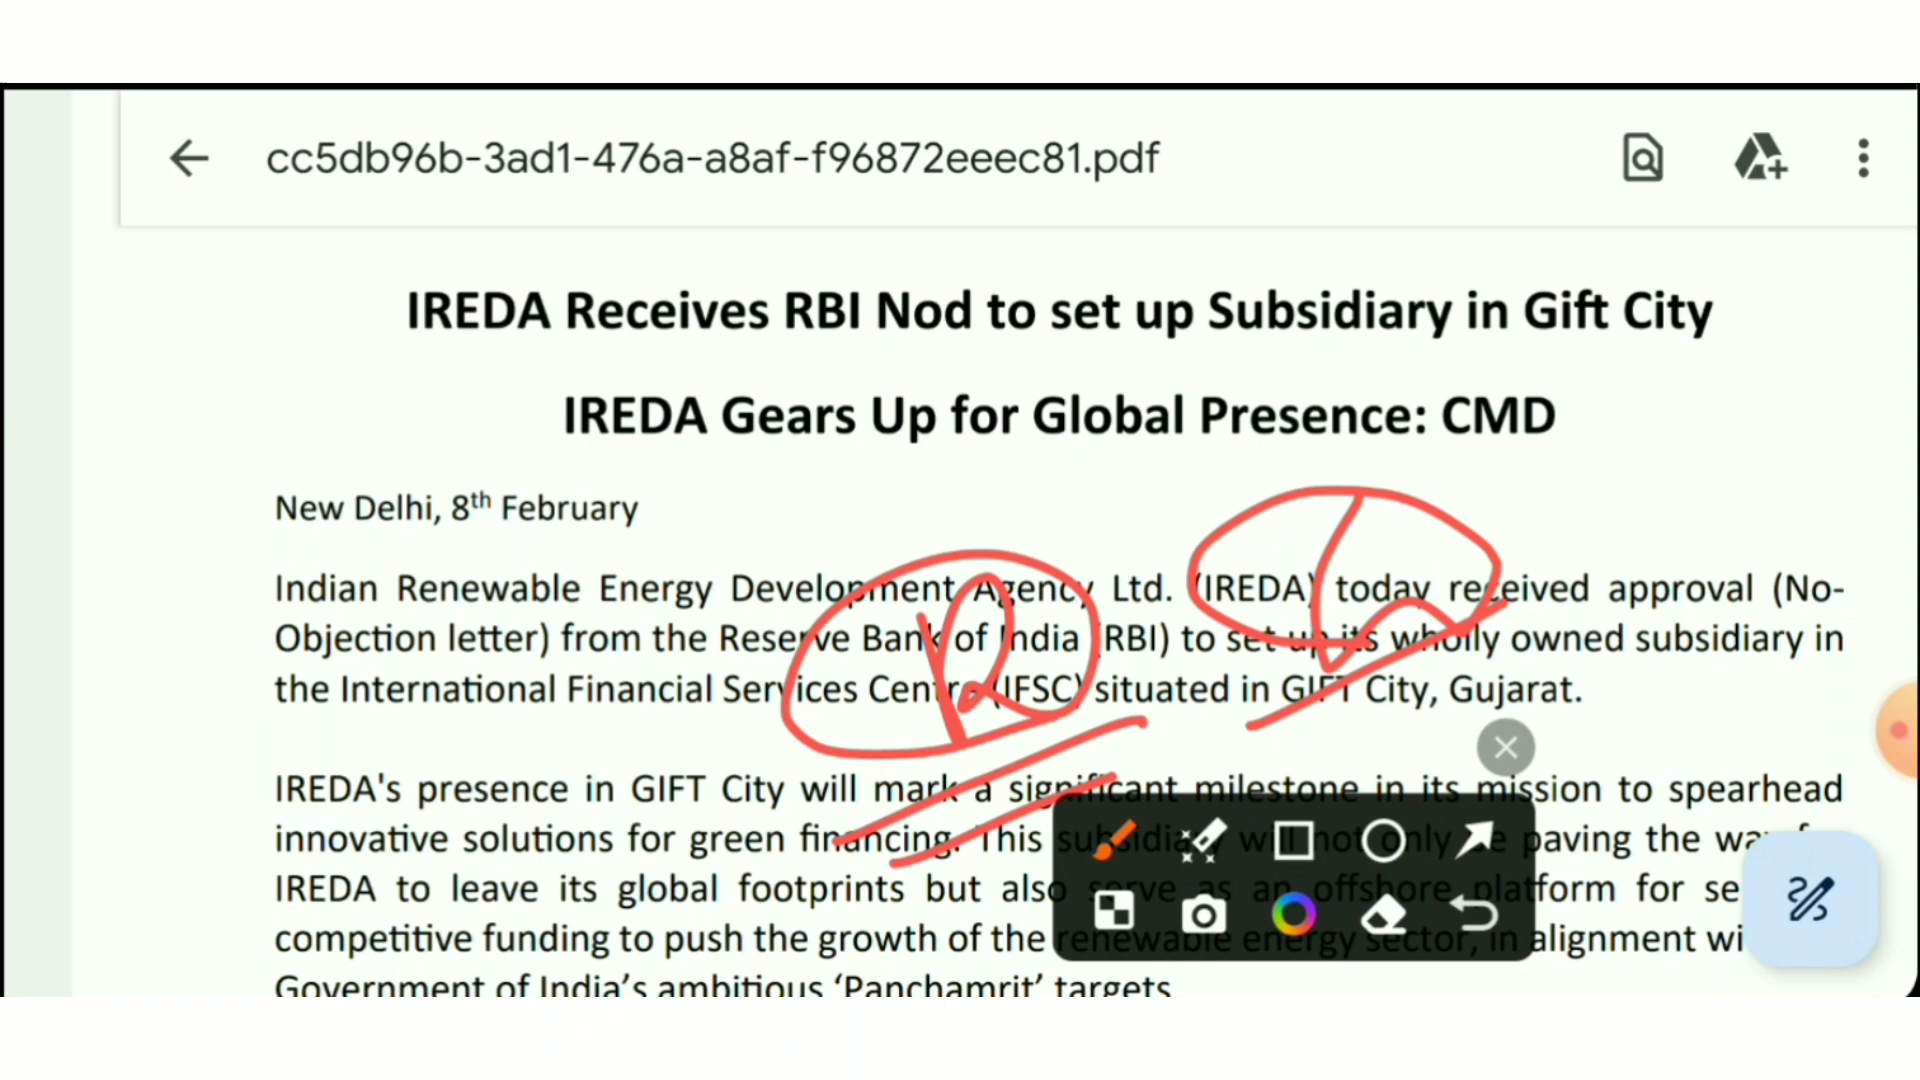 cc5db96b-3ad1-476a-a8af-f96872eeec81.pdf
IREDA Receives RBI Nod to set up Subsidiary in Gift City
IREDA Gears Up for Global Presence: CMD
New Delhi, 8th February
Indian Renewable Energy Development Agency Ltd. (IREDA) today received approval (No-
Objection letter) from the Reserve Bank of India (RBI) to set up its wholly owned subsidiary in
the International Financial Services Centre (IFSC) situated in GIFT City, Gujarat.
IREDA's presence in GIFT City will mark a significant milestone in its mission to spearhead
innovative solutions for green financing. This subsidiary will not only be paving the way
IREDA to leave its global footprints but also serve as an offshore platform for
competitive funding to push the growth of the renewable energy sector, in alignment
Government of India’s ambitious ‘Panchamrit’ targets